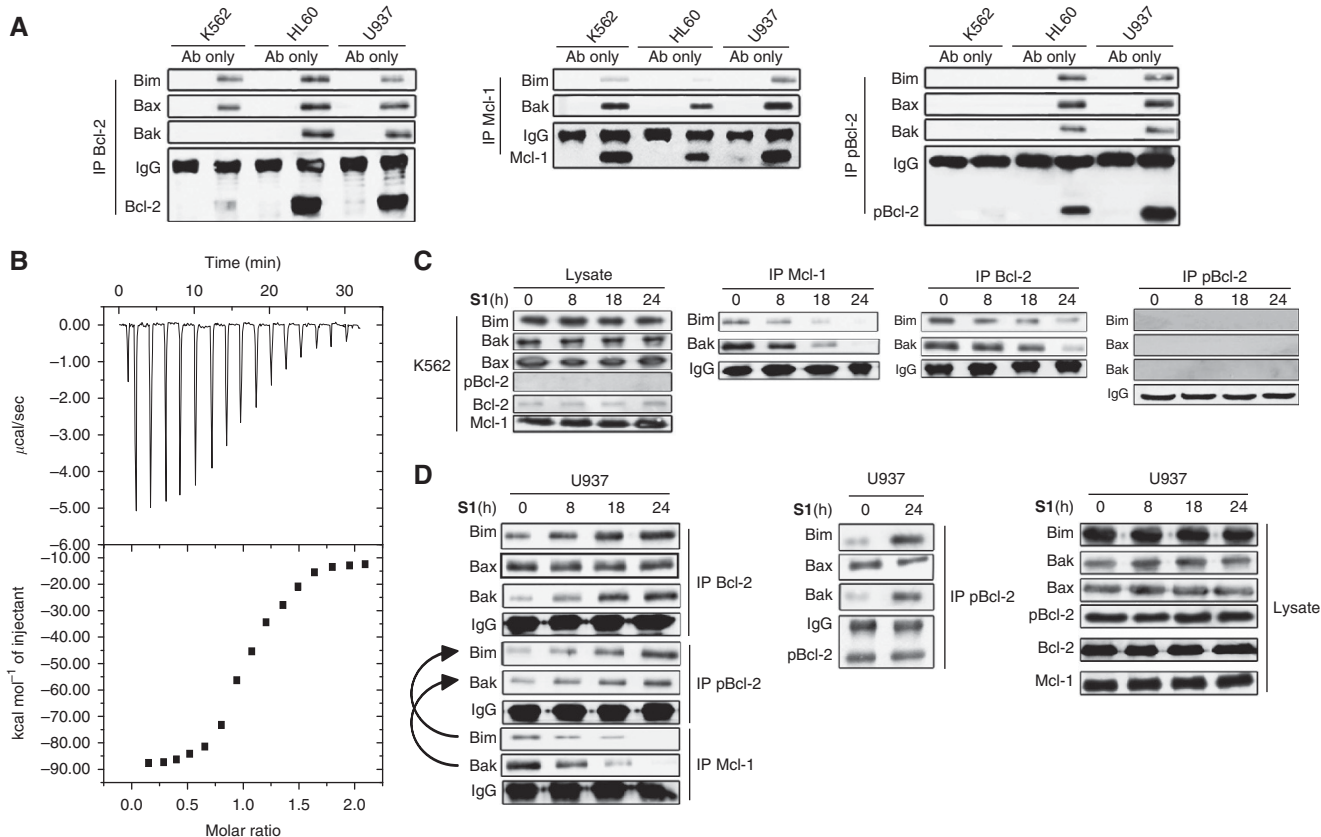 A
K562 HL60 U937
Ab only Ab only Ab only
IP Bcl-2
Bim
Bax
Bak
IgG
Bcl-2
K562 HL60 U937
Ab only Ab only Ab only
IP Mcl-1
Bim
Bak
IgG
Mcl-1
K562 HL60 U937
Ab only Ab only Ab only
IP pBcl-2
Bim
Bax
Bak
IgG
pBcl-2
B
Time (min)
0 10 20 30
0.00
−1.00
−2.00
−3.00
−4.00
−5.00
−6.00
μcal/sec
−10.00
−20.00
−30.00
−40.00
−50.00
−60.00
−70.00
−80.00
−90.00
kcal mol⁻¹ of injectant
0.0 0.5 1.0 1.5 2.0
Molar ratio
C
Lysate
S1(h) 0 8 18 24
K562
Bim
Bak
Bax
pBcl-2
Bcl-2
Mcl-1
IP Mcl-1
0 8 18 24
Bim
Bak
IgG
IP Bcl-2
0 8 18 24
Bim
Bak
IgG
IP pBcl-2
0 8 18 24
Bim
Bax
Bak
IgG
D
U937
S1(h) 0 8 18 24
Bim
Bax
Bak
IgG
IP Bcl-2
Bim
Bak
IgG
IP pBcl-2
Bim
Bak
IgG
IP Mcl-1
U937
S1(h) 0 24
Bim
Bax
Bak
IgG
pBcl-2
IP pBcl-2
U937
S1(h) 0 8 18 24
Bim
Bak
Bax
pBcl-2
Bcl-2
Mcl-1
Lysate